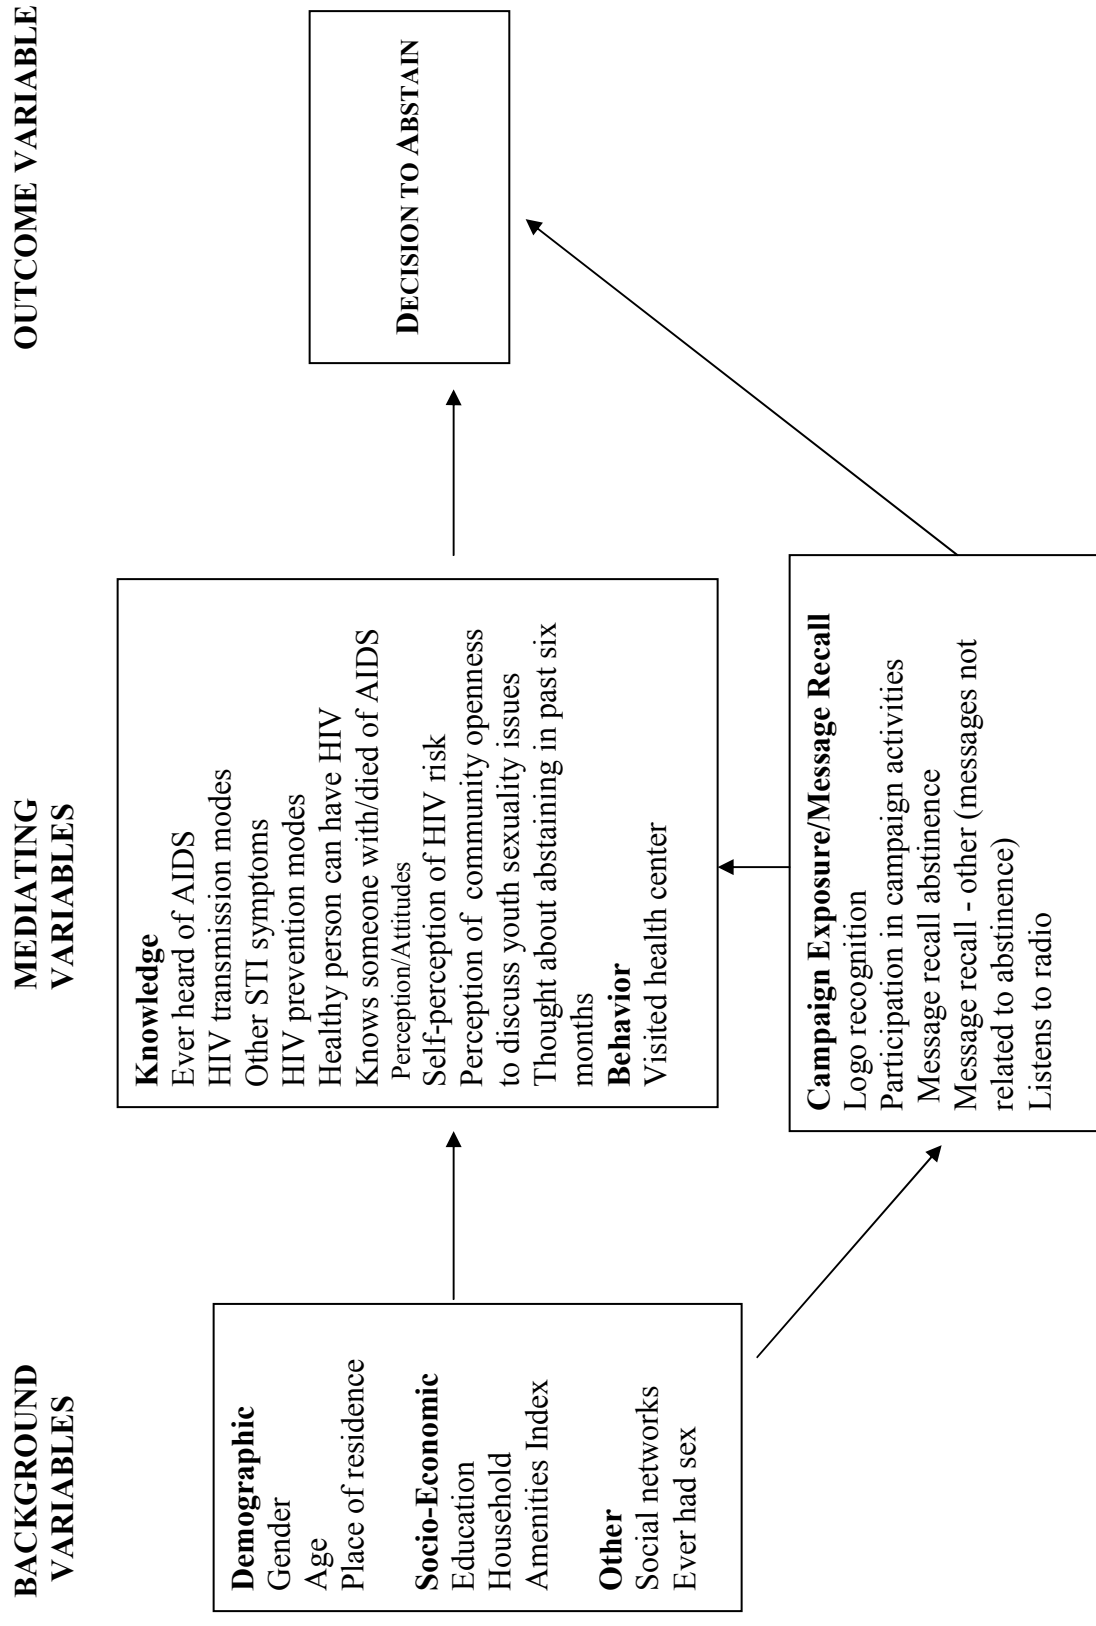 BACKGROUND
VARIABLES
MEDIATING
VARIABLES
OUTCOME VARIABLE
Demographic
Gender
Age
Place of residence
Socio-Economic
Education
Household
Amenities Index
Other
Social networks
Ever had sex
Knowledge
Ever heard of AIDS
HIV transmission modes
Other STI symptoms
HIV prevention modes
Healthy person can have HIV
Knows someone with/died of AIDS
Perception/Attitudes
Self-perception of HIV risk
Perception of community openness
to discuss youth sexuality issues
Thought about abstaining in past six
months
Behavior
Visited health center
DECISION TO ABSTAIN
Campaign Exposure/Message Recall
Logo recognition
Participation in campaign activities
Message recall abstinence
Message recall - other (messages not
related to abstinence)
Listens to radio